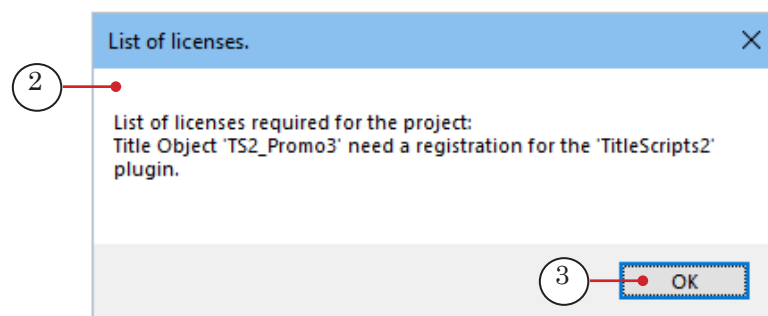 List of licenses.
2
List of licenses required for the project:
Title Object 'TS2_Promo3' need a registration for the 'TitleScripts2'
plugin.
3
OK